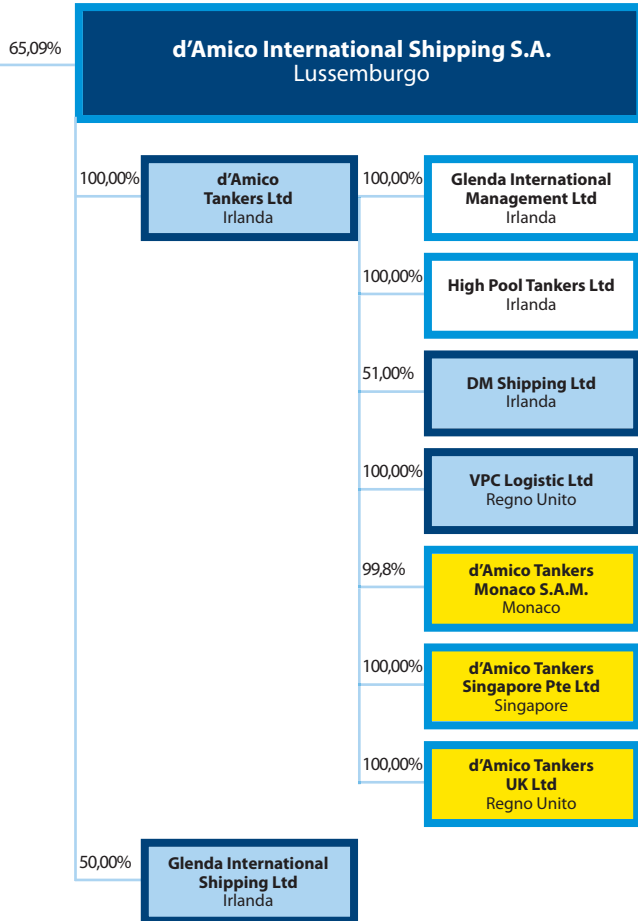 65,09%
d’Amico International Shipping S.A.
Lussemburgo
100,00%
d’Amico
Tankers Ltd
Irlanda
100,00%
Glenda International
Management Ltd
Irlanda
100,00%
High Pool Tankers Ltd
Irlanda
51,00%
DM Shipping Ltd
Irlanda
100,00%
VPC Logistic Ltd
Regno Unito
99,8%
d’Amico Tankers
Monaco S.A.M.
Monaco
100,00%
d’Amico Tankers
Singapore Pte Ltd
Singapore
100,00%
d’Amico Tankers
UK Ltd
Regno Unito
50,00%
Glenda International
Shipping Ltd
Irlanda